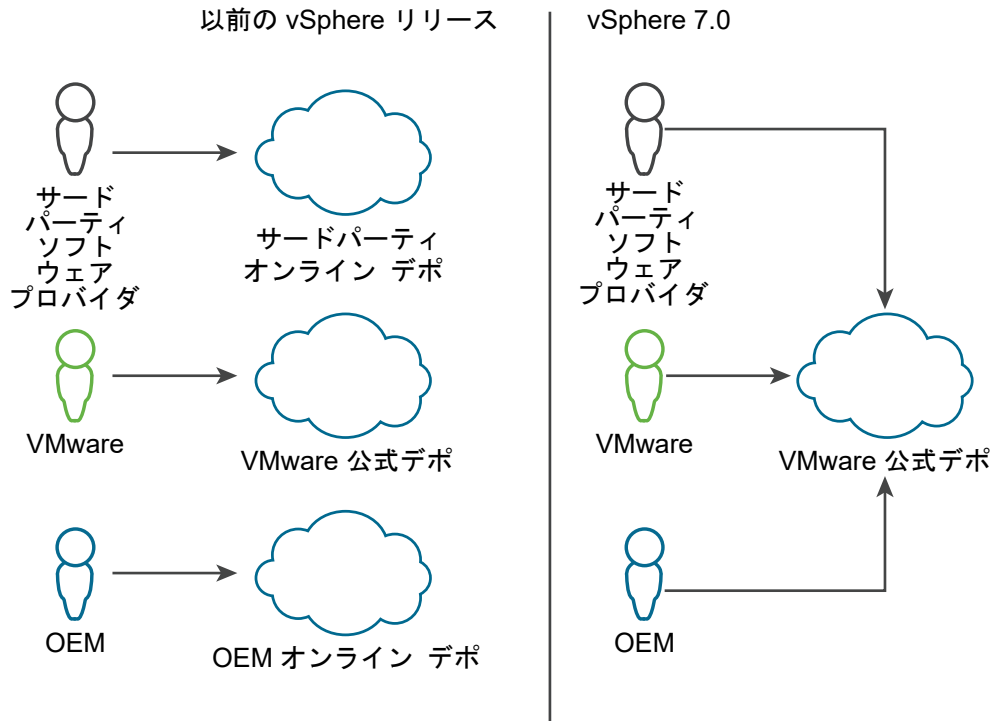 以前の vSphere リリース
サード
パーティ
ソフト
ウェア
プロバイダ
サードパーティ
オンライン デポ
VMware
VMware 公式デポ
OEM
OEM オンライン デポ
vSphere 7.0
サード
パーティ
ソフト
ウェア
プロバイダ
VMware
VMware 公式デポ
OEM